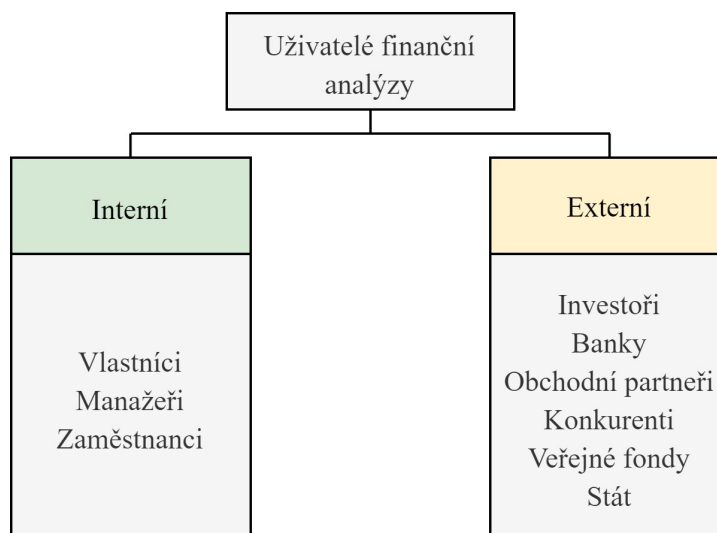 Uživatelé finanční
analýzy
Interní
Externí
Vlastníci
Manažeři
Zaměstnanci
Investoři
Banky
Obchodní partneři
Konkurenti
Veřejné fondy
Stát